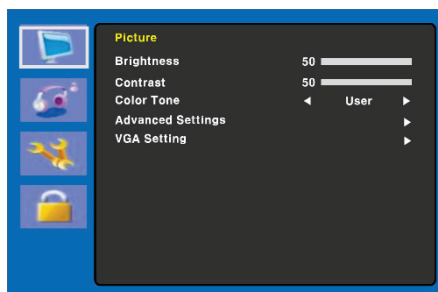 Picture
Brightness 50
Contrast 50
Color Tone User
Advanced Settings
VGA Setting